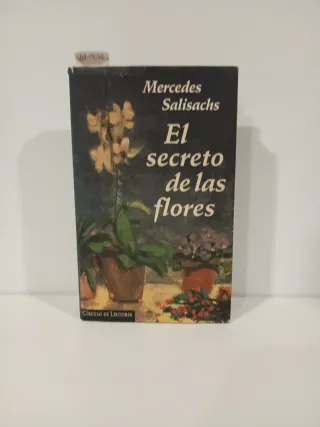 Mercedes
Salisachs
El
secreto
de las
flores
CÍRCULO DE LECTORES